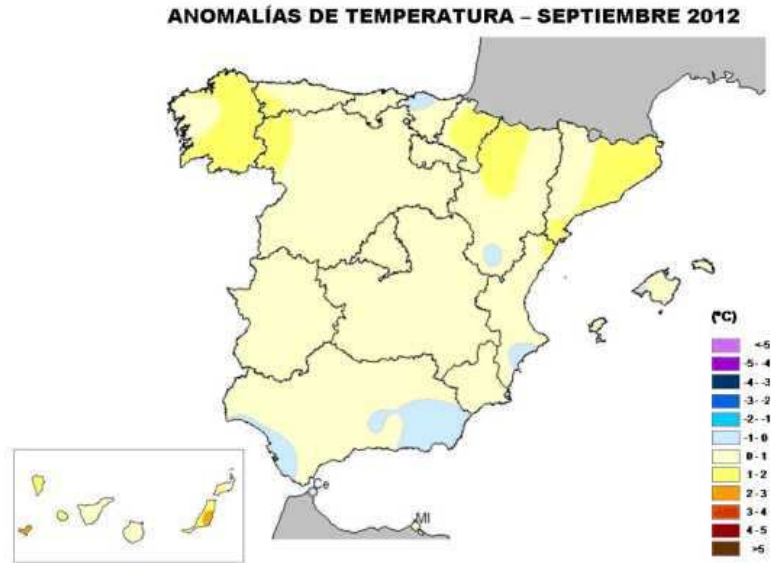 ANOMALÍAS DE TEMPERATURA – SEPTIEMBRE 2012
(ºC)
<-5
-5 - -4
-4 - -3
-3 - -2
-2 - -1
-1 - 0
0 - 1
1 - 2
2 - 3
3 - 4
4 - 5
>5
Ce
Ml